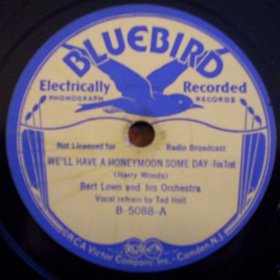 BLUEBIRD
Electrically Recorded
PHONOGRAPH RECORDS
Not Licensed for Radio Broadcast
WE'LL HAVE A HONEYMOON SOME DAY-Fox Trot
(Harry Woods)
Bert Lown and his Orchestra
Vocal refrain by Ted Holt
B-5088-A
RCA Victor Company, Inc. - Camden, N.J.